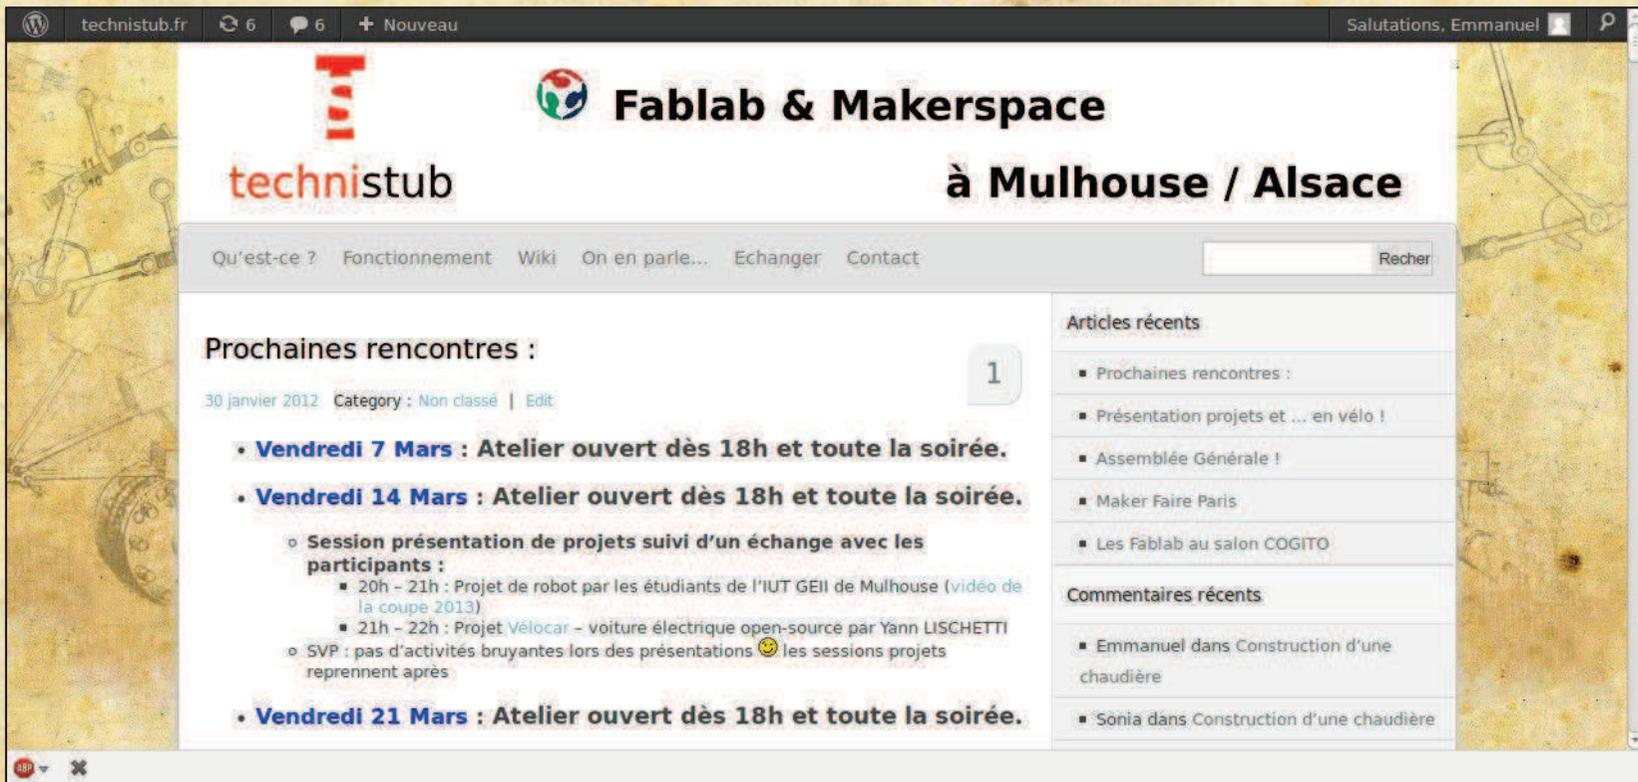 technistub.fr 6 6 + Nouveau Salutations, Emmanuel
Fablab & Makerspace
technistub à Mulhouse / Alsace
Qu'est-ce ? Fonctionnement Wiki On en parle... Echanger Contact Recher
Prochaines rencontres :
1
30 janvier 2012 Category : Non classé | Edit
• Vendredi 7 Mars : Atelier ouvert dès 18h et toute la soirée.
• Vendredi 14 Mars : Atelier ouvert dès 18h et toute la soirée.
◦ Session présentation de projets suivi d'un échange avec les
participants :
▪ 20h – 21h : Projet de robot par les étudiants de l'IUT GEII de Mulhouse (vidéo de
la coupe 2013)
▪ 21h – 22h : Projet Vélocar – voiture électrique open-source par Yann LISCHETTI
◦ SVP : pas d'activités bruyantes lors des présentations les sessions projets
reprennent après
• Vendredi 21 Mars : Atelier ouvert dès 18h et toute la soirée.
Articles récents
▪ Prochaines rencontres :
▪ Présentation projets et ... en vélo !
▪ Assemblée Générale !
▪ Maker Faire Paris
▪ Les Fablab au salon COGITO
Commentaires récents
▪ Emmanuel dans Construction d'une
chaudière
▪ Sonia dans Construction d'une chaudière
ABP